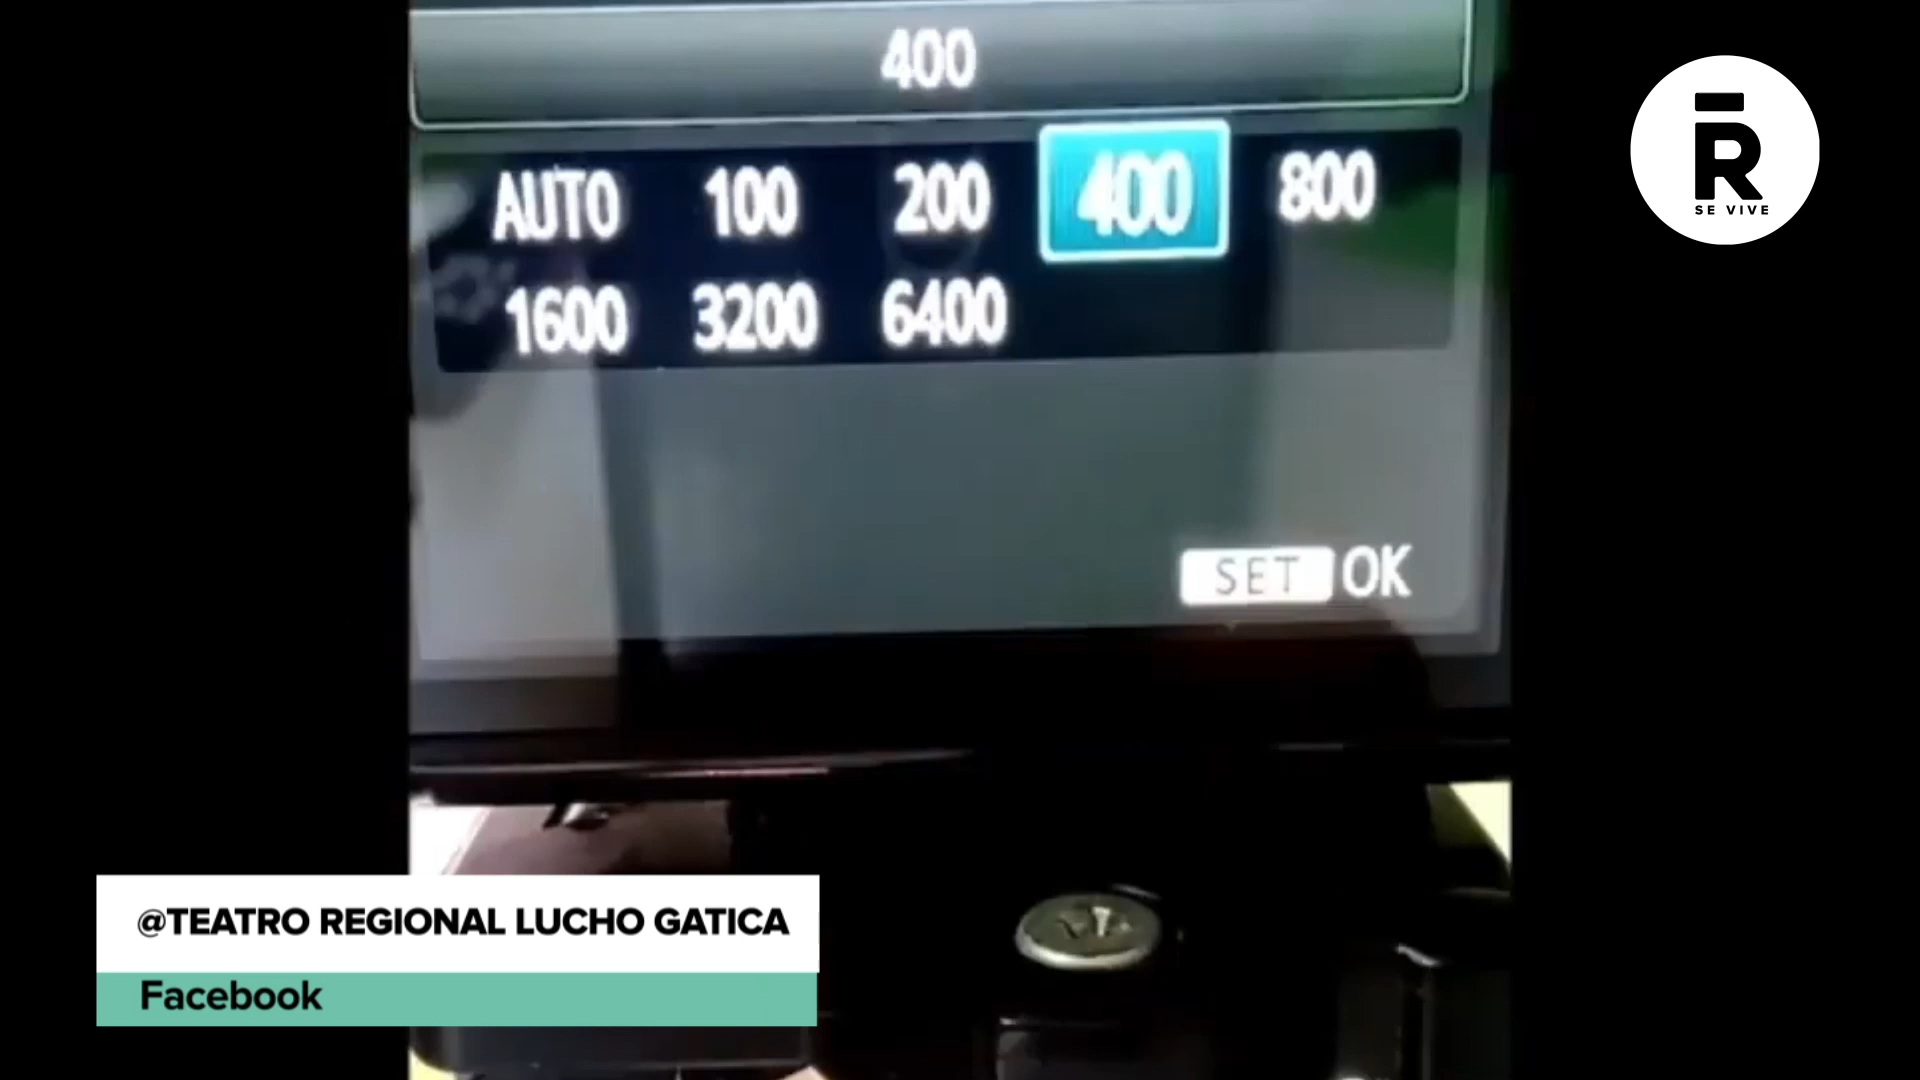 400
AUTO 100 200 400 800
1600 3200 6400
SET OK
R
SE VIVE
@TEATRO REGIONAL LUCHO GATICA
Facebook